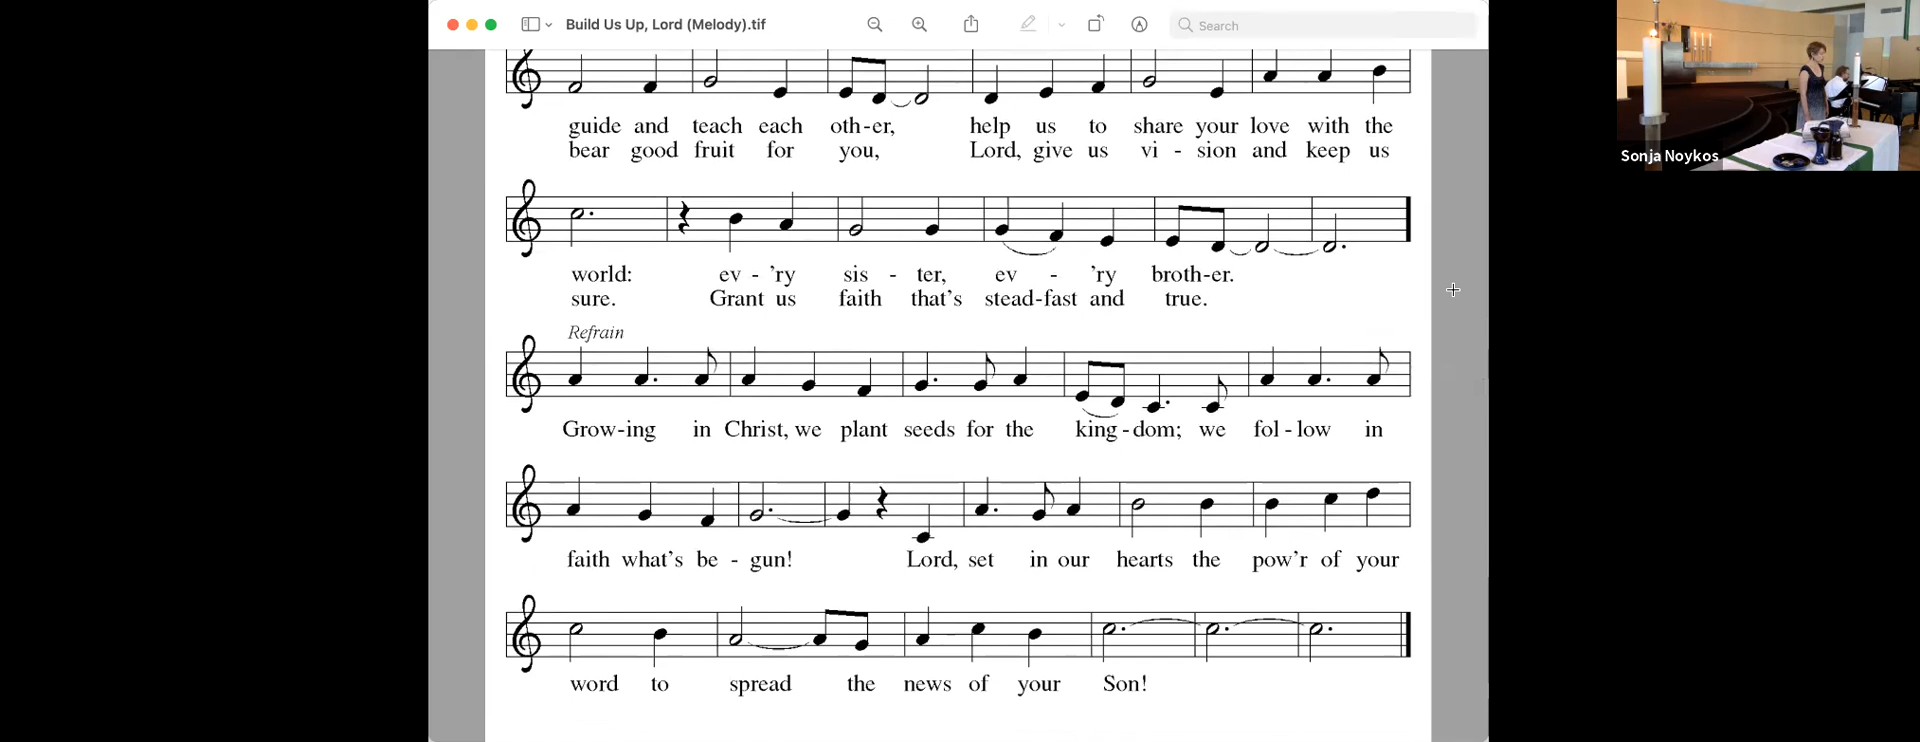 Build Us Up, Lord (Melody).tif
Search
guide and teach each oth-er, help us to share your love with the
bear good fruit for you, Lord, give us vi - sion and keep us
world: ev - 'ry sis - ter, ev - 'ry broth-er.
sure. Grant us faith that's stead-fast and true.
Refrain
Grow-ing in Christ, we plant seeds for the king-dom; we fol-low in
faith what's be - gun! Lord, set in our hearts the pow'r of your
word to spread the news of your Son!
Sonja Noykos